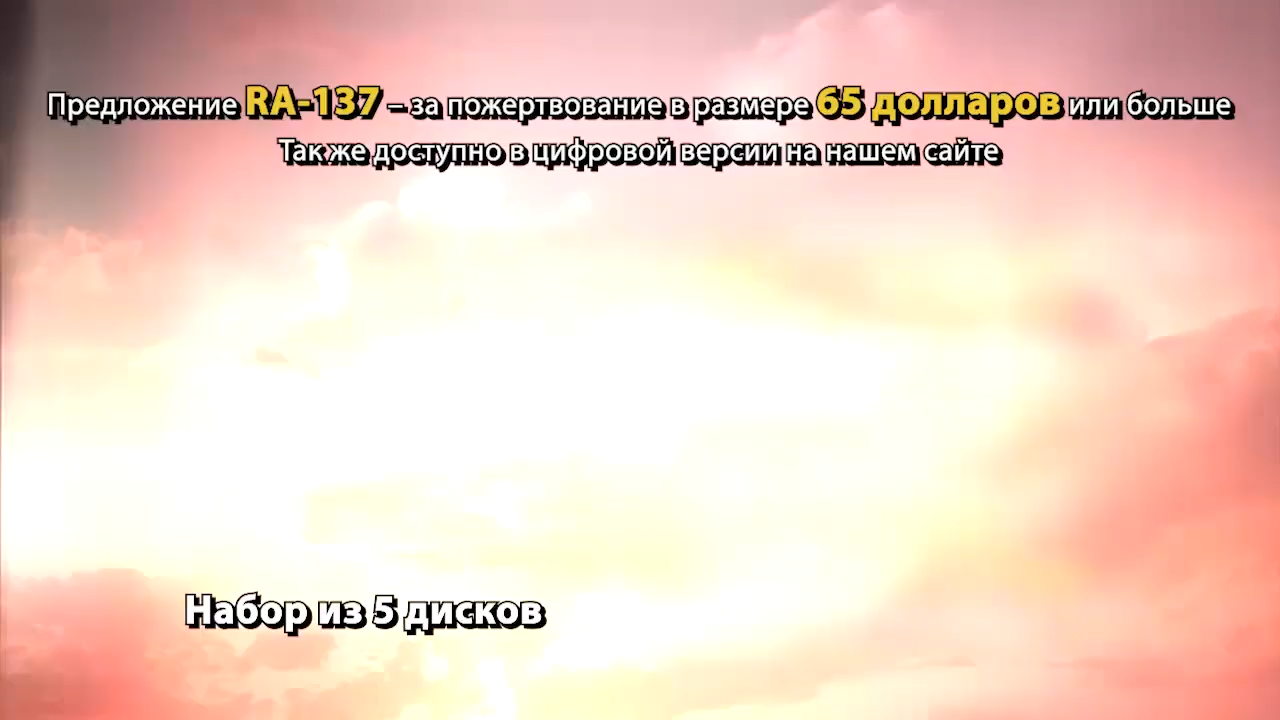 Предложение RA-137 – за пожертвование в размере 65 долларов или больше
Так же доступно в цифровой версии на нашем сайте
Набор из 5 дисков